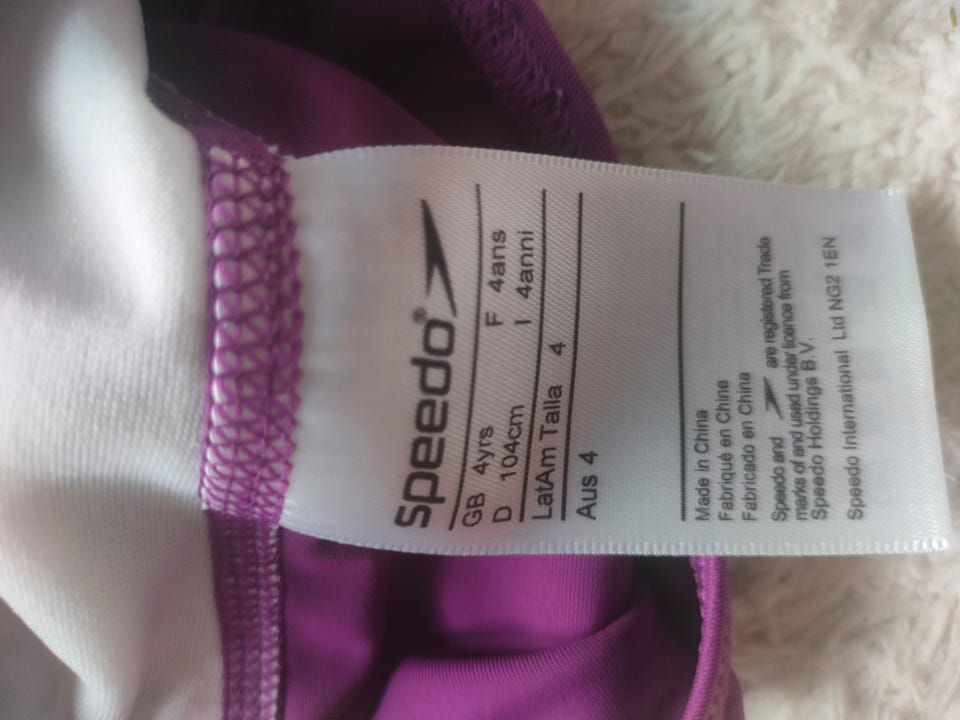 speedo®
GB 4yrs F 4ans
D 104cm I 4anni
LatAm Talla 4
Aus 4
Made in China
Fabriqué en Chine
Fabricado en China
Speedo and are registered Trade
marks of and used under licence from
Speedo Holdings B.V.
Speedo International Ltd NG2 1EN